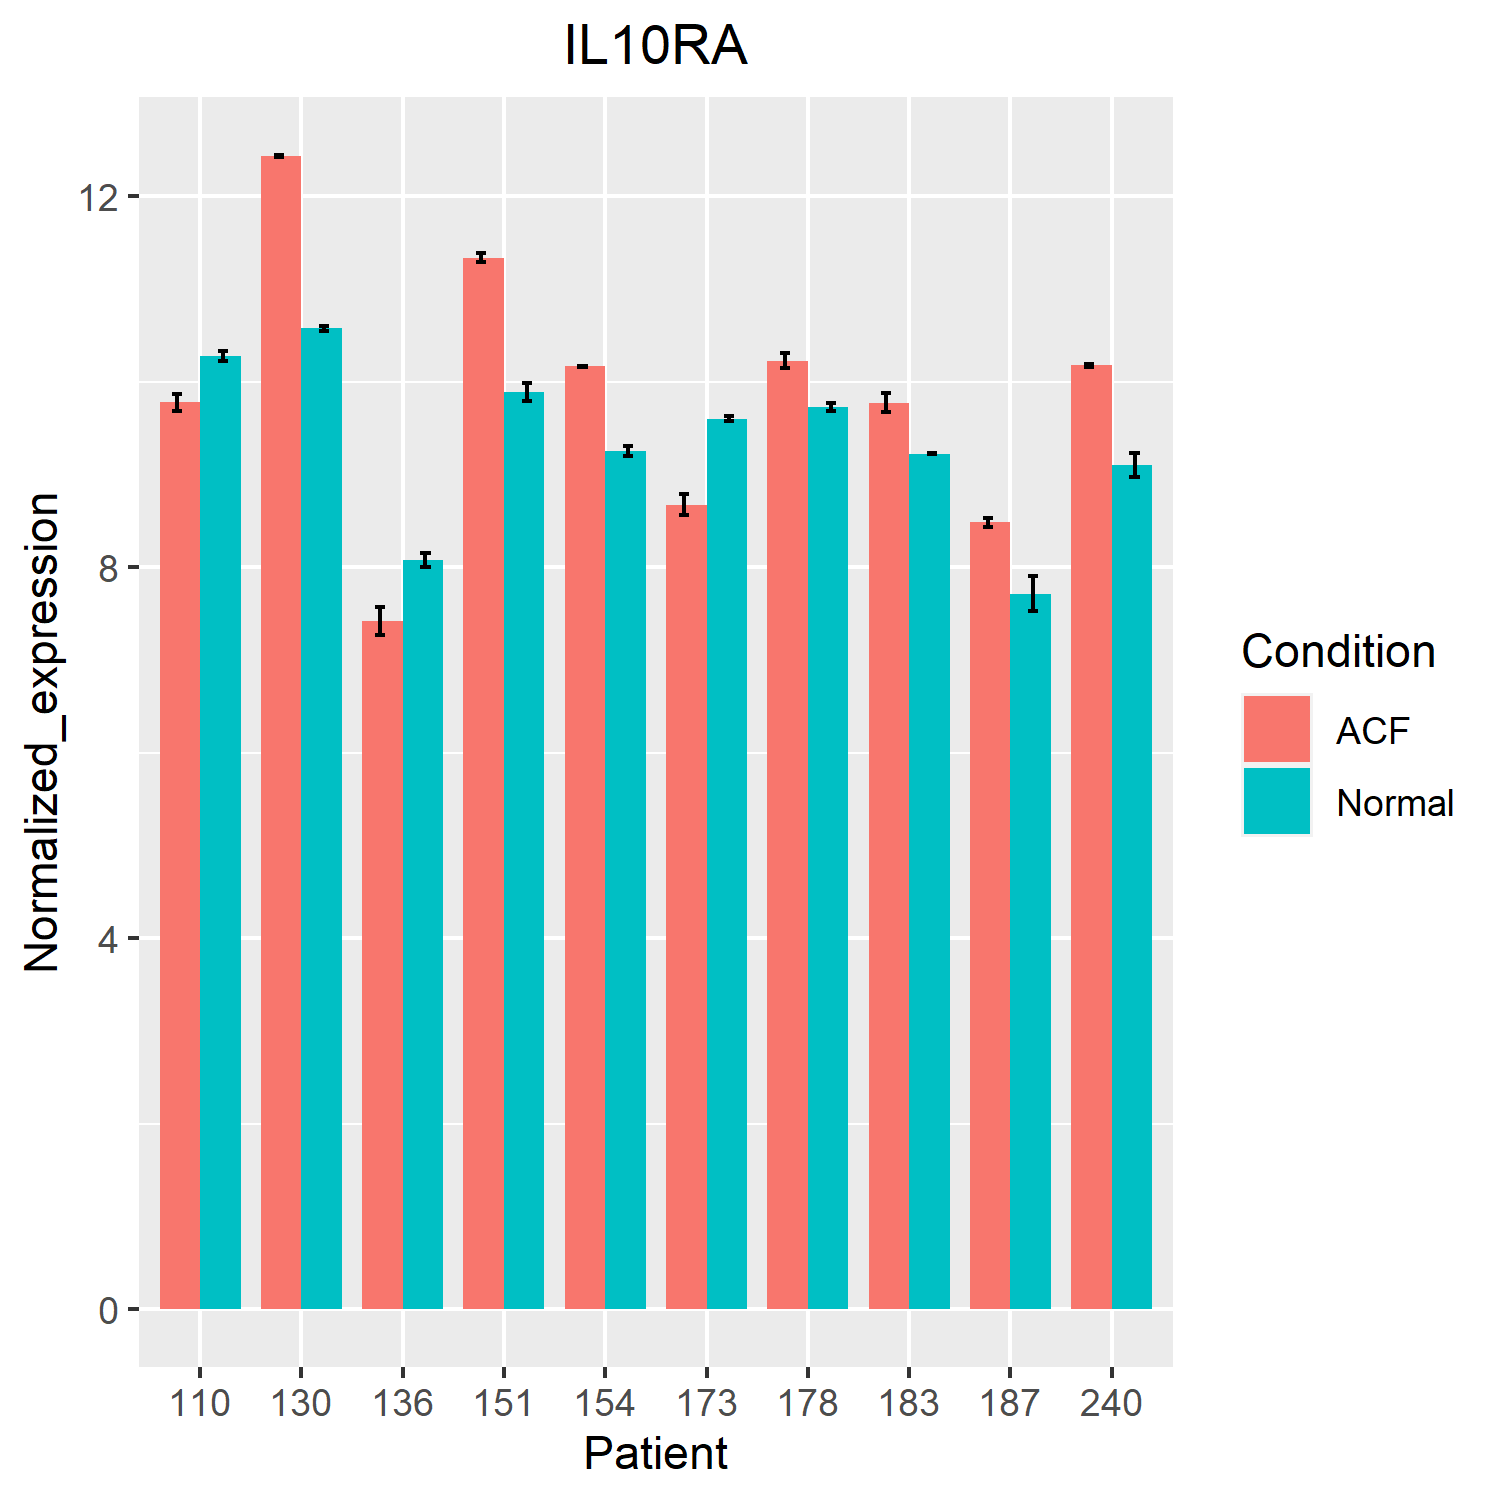 IL10RA
Normalized_expression
12
8
4
0
110 130 136 151 154 173 178 183 187 240
Patient
Condition
ACF
Normal